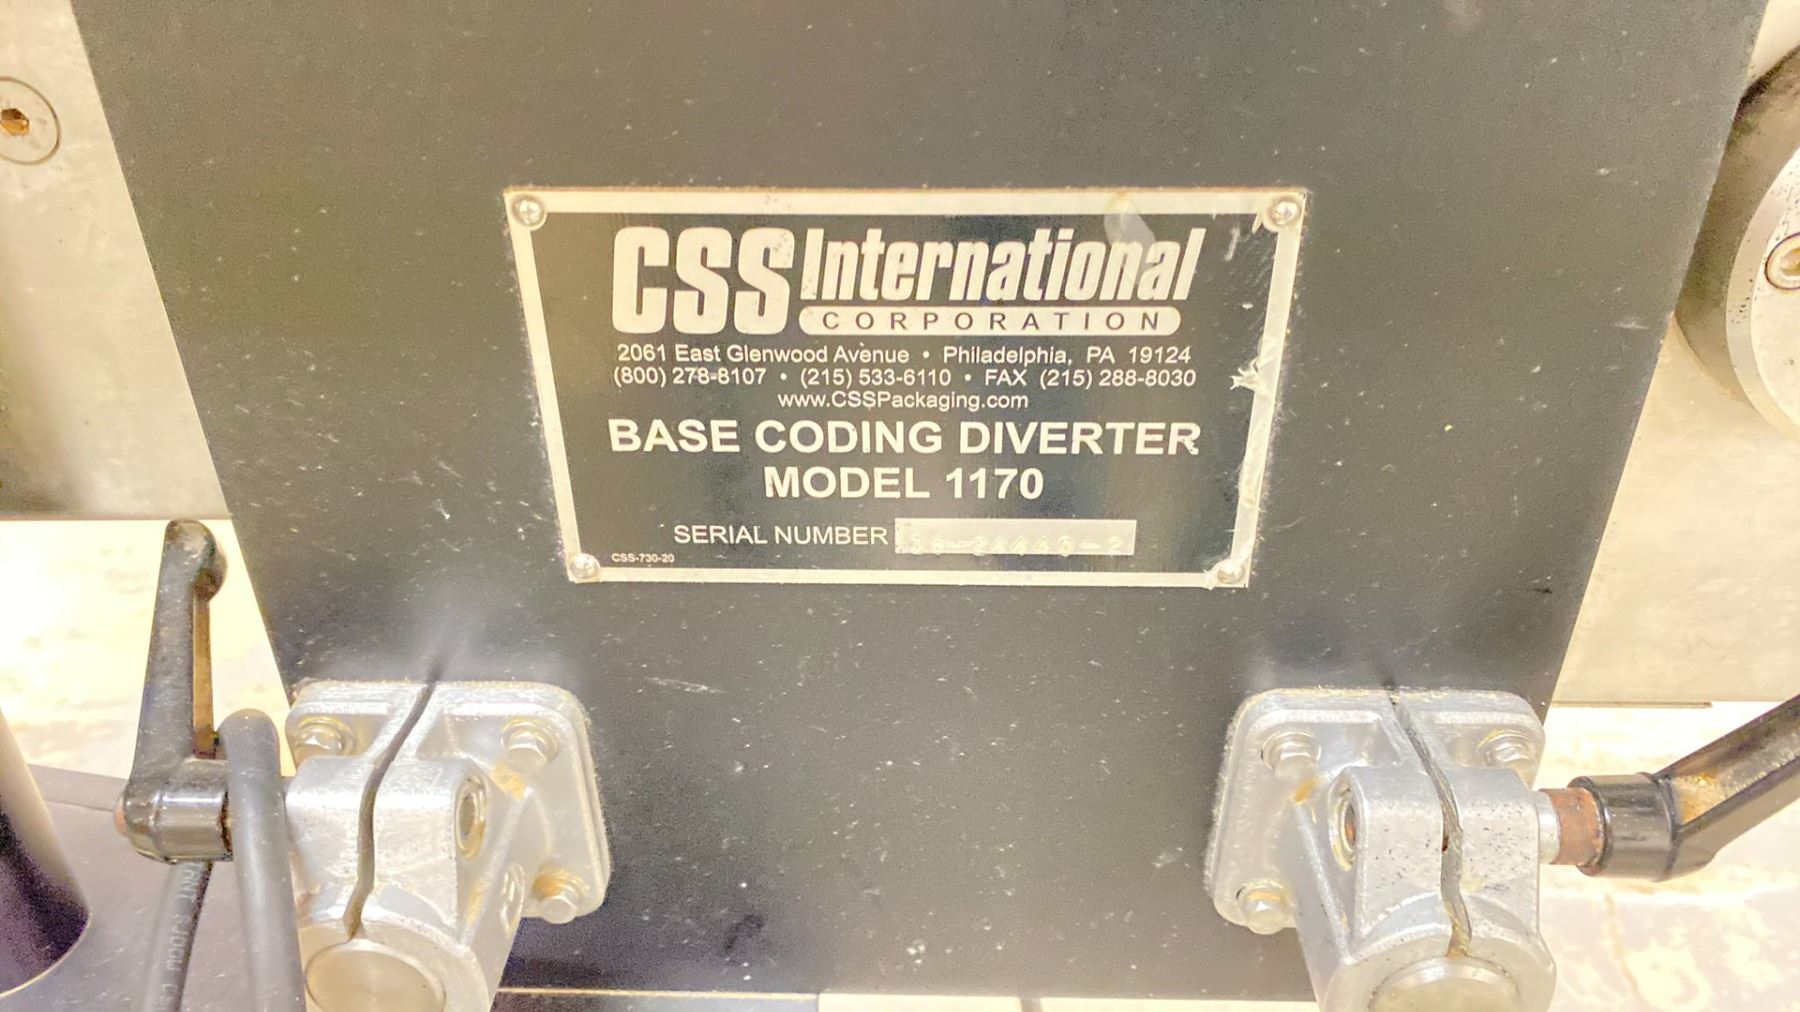 CSS International
CORPORATION
2061 East Glenwood Avenue • Philadelphia, PA 19124
(800) 278-8107 • (215) 533-6110 • FAX (215) 288-8030
www.CSSPackaging.com
BASE CODING DIVERTER
MODEL 1170
SERIAL NUMBER
CSS-730-20